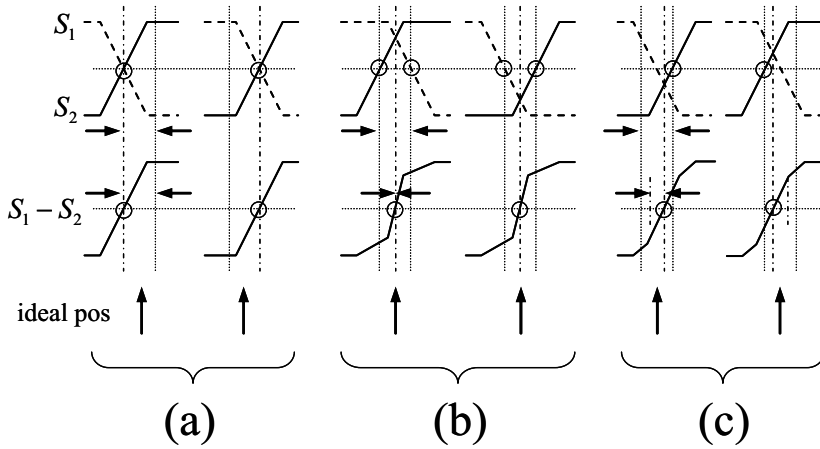 S₁
S₂
S₁ − S₂
ideal pos
(a) (b) (c)